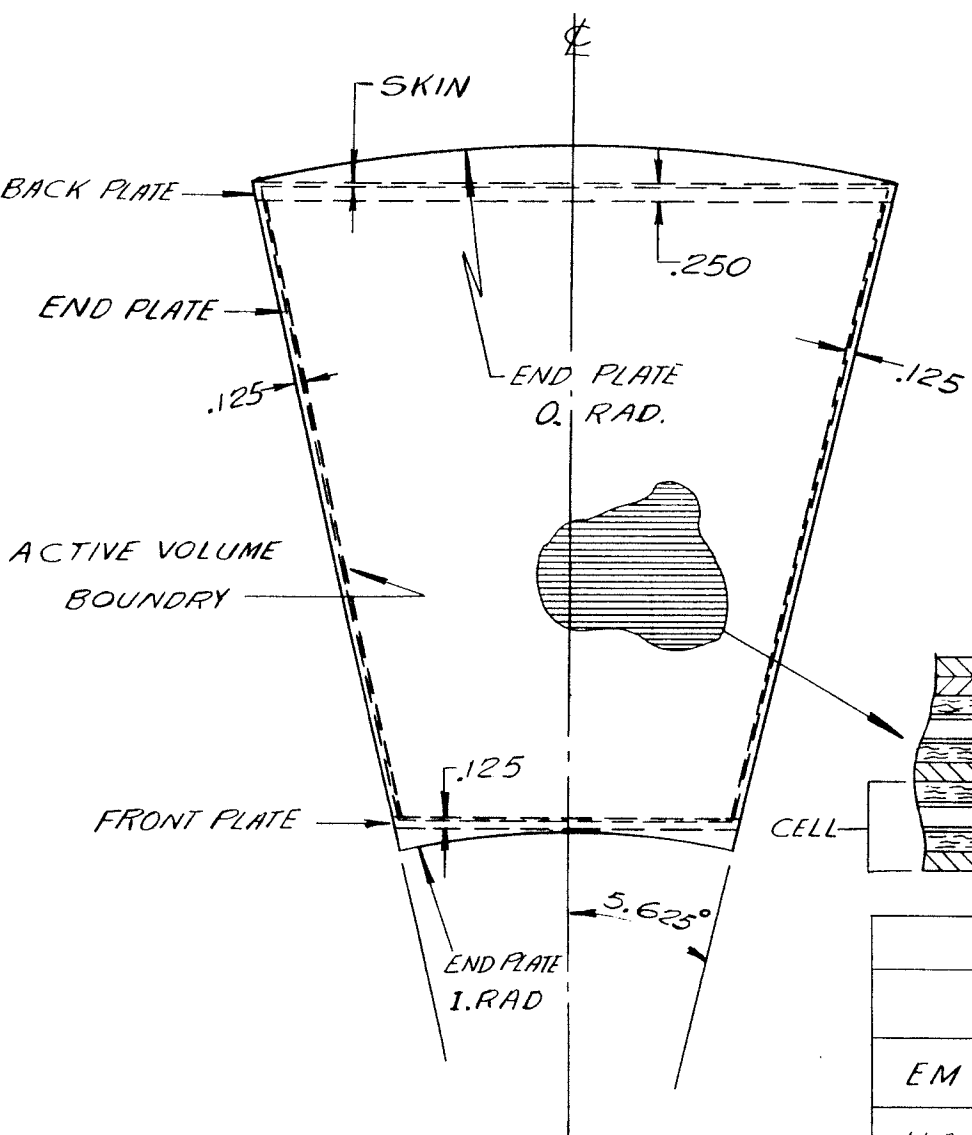 ℄
SKIN
BACK PLATE
.250
END PLATE
.125
END PLATE
O. RAD.
.125
ACTIVE VOLUME
BOUNDRY
.125
FRONT PLATE
CELL
5.625°
END PLATE
I. RAD
EM